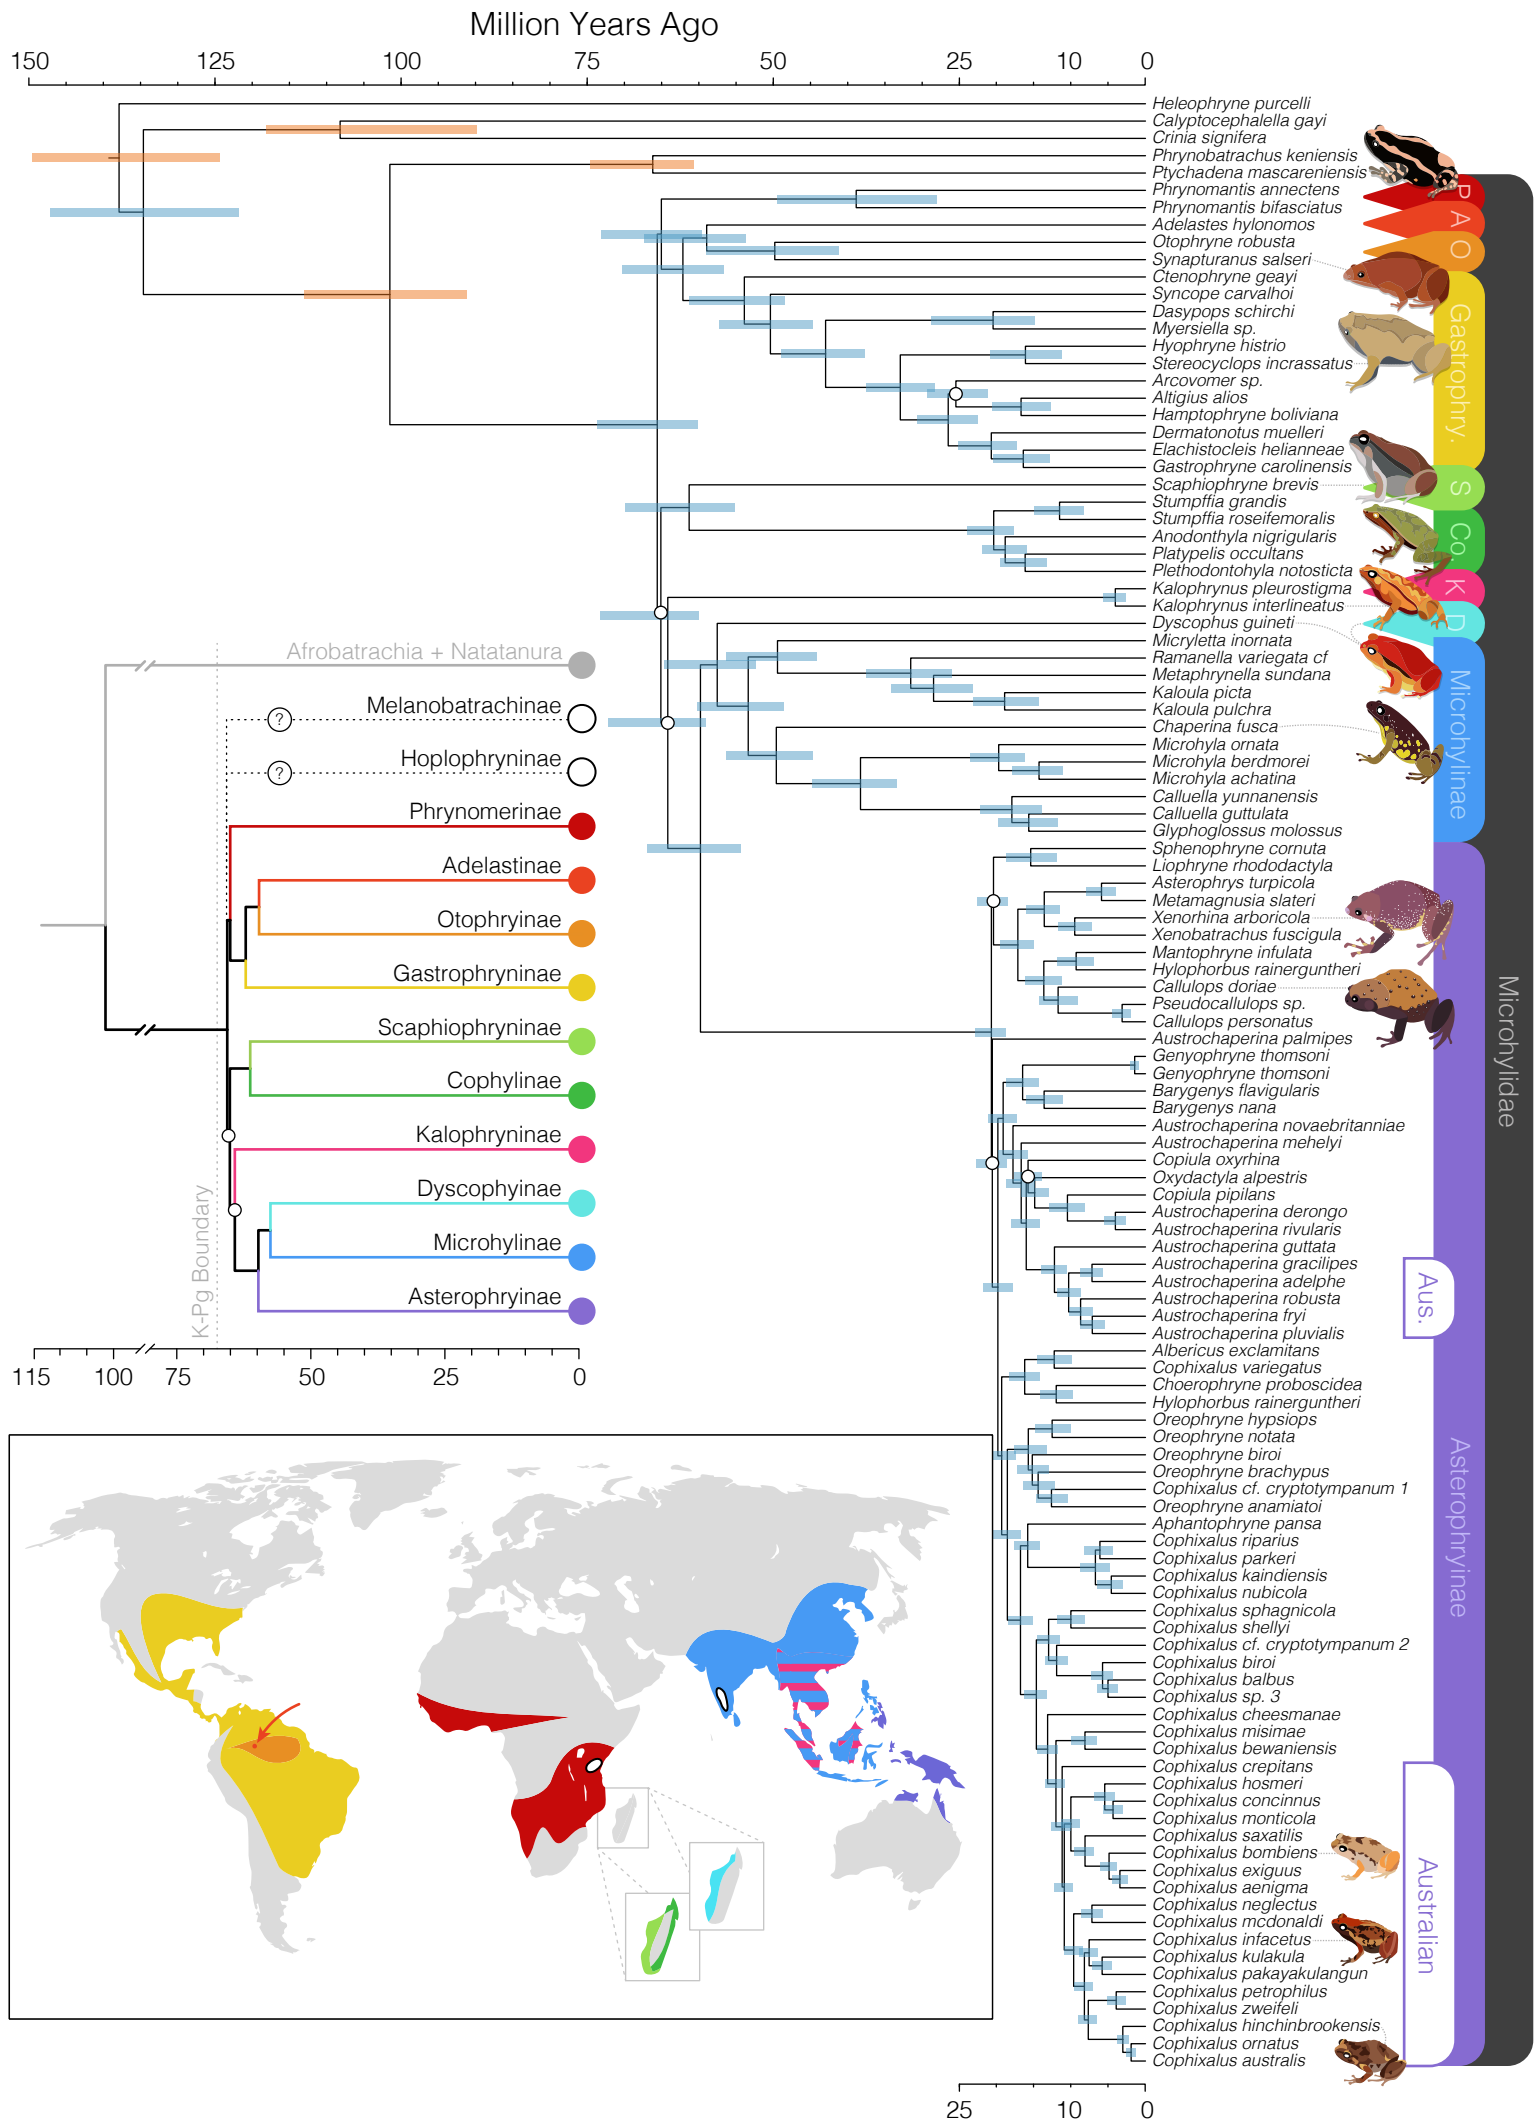 Million Years Ago
150 125 100 75 50 25 10 0
Heleophryne purcelli
Calyptocephalella gayi
Crinia signifera
Phrynobatrachus keniensis
Ptychadena mascareniensis
Phrynomantis annectens
Phrynomantis bifasciatus
Adelastes hylonomos
Otophryne robusta
Synapturanus salseri
Ctenophryne geayi
Syncope carvalhoi
Dasypops schirchi
Myersiella sp.
Hyophryne histrio
Stereocyclops incrassatus
Arcovomer sp.
Altigius alios
Hamptophryne boliviana
Dermatonotus muelleri
Elachistocleis helianneae
Gastrophryne carolinensis
Scaphiophryne brevis
Stumpffia grandis
Stumpffia roseifemoralis
Anodonthyla nigrigularis
Platypelis occultans
Plethodontohyla notosticta
Kalophrynus pleurostigma
Kalophrynus interlineatus
Dyscophus guineti
Micryletta inornata
Ramanella variegata cf
Metaphrynella sundana
Kaloula picta
Kaloula pulchra
Chaperina fusca
Microhyla ornata
Microhyla berdmorei
Microhyla achatina
Calluella yunnanensis
Calluella guttulata
Glyphoglossus molossus
Sphenophryne cornuta
Liophryne rhododactyla
Asterophrys turpicola
Metamagnusia slateri
Xenorhina arboricola
Xenobatrachus fuscigula
Mantophryne infulata
Hylophorbus rainerguntheri
Callulops doriae
Pseudocallulops sp.
Callulops personatus
Austrochaperina palmipes
Genyophryne thomsoni
Genyophryne thomsoni
Barygenys flavigularis
Barygenys nana
Austrochaperina novaebritanniae
Austrochaperina mehelyi
Copiula oxyrhina
Oxydactyla alpestris
Copiula pipilans
Austrochaperina derongo
Austrochaperina rivularis
Austrochaperina guttata
Austrochaperina gracilipes
Austrochaperina adelphe
Austrochaperina robusta
Austrochaperina fryi
Austrochaperina pluvialis
Albericus exclamitans
Cophixalus variegatus
Choerophryne proboscidea
Hylophorbus rainerguntheri
Oreophryne hypsiops
Oreophryne notata
Oreophryne biroi
Oreophryne brachypus
Cophixalus cf. cryptotympanum 1
Oreophryne anamiatoi
Aphantophryne pansa
Cophixalus riparius
Cophixalus parkeri
Cophixalus kaindiensis
Cophixalus nubicola
Cophixalus sphagnicola
Cophixalus shellyi
Cophixalus cf. cryptotympanum 2
Cophixalus biroi
Cophixalus balbus
Cophixalus sp. 3
Cophixalus cheesmanae
Cophixalus misimae
Cophixalus bewaniensis
Cophixalus crepitans
Cophixalus hosmeri
Cophixalus concinnus
Cophixalus monticola
Cophixalus saxatilis
Cophixalus bombiens
Cophixalus exiguus
Cophixalus aenigma
Cophixalus neglectus
Cophixalus mcdonaldi
Cophixalus infacetus
Cophixalus kulakula
Cophixalus pakayakulangun
Cophixalus petrophilus
Cophixalus zweifeli
Cophixalus hinchinbrookensis
Cophixalus ornatus
Cophixalus australis
25 10 0
P
A
O
Gastrophry.
S
Co
K
D
Microhylinae
Asterophryinae
Aus.
Australian
Microhylidae
Afrobatrachia + Natatanura
Melanobatrachinae
?
Hoplophryninae
?
Phrynomerinae
Adelastinae
Otophryinae
Gastrophryninae
Scaphiophryninae
Cophylinae
Kalophryninae
Dyscophyinae
Microhylinae
Asterophryinae
K-Pg Boundary
115 100 75 50 25 0